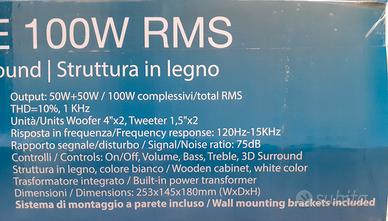 E 100W RMS
ound | Struttura in legno
Output: 50W+50W / 100W complessivi/total RMS
THD=10%, 1 KHz
Unità/Units Woofer 4"x2, Tweeter 1,5"x2
Risposta in frequenza/Frequency response: 120Hz-15KHz
Rapporto segnale/disturbo / Signal/Noise ratio: 75dB
Controlli / Controls: On/Off, Volume, Bass, Treble, 3D Surround
Struttura in legno, colore bianco / Wooden cabinet, white color
Trasformatore integrato / Built-in power transformer
Dimensioni / Dimensions: 253x145x180mm (WxDxH)
Sistema di montaggio a parete incluso / Wall mounting brackets included
subito